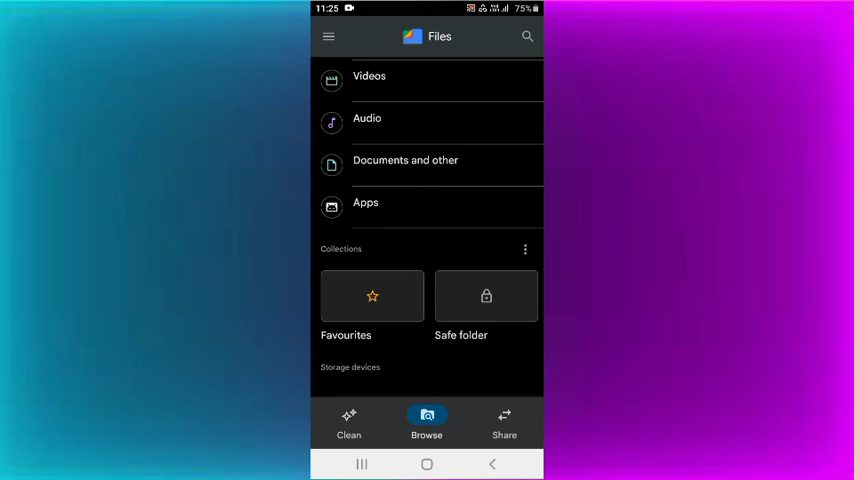 11:25
75%
Files
Videos
Audio
Documents and other
Apps
Collections
Favourites
Safe folder
Storage devices
Clean
Browse
Share